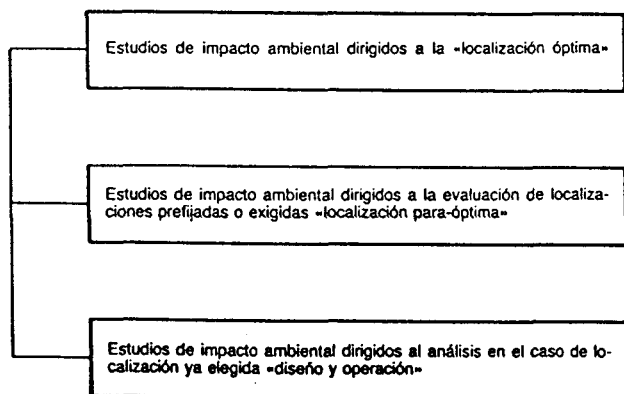 Estudios de impacto ambiental dirigidos a la «localización óptima»
Estudios de impacto ambiental dirigidos a la evaluación de localiza-
ciones prefijadas o exigidas «localización para-óptima»
Estudios de impacto ambiental dirigidos al análisis en el caso de lo-
calización ya elegida «diseño y operación»